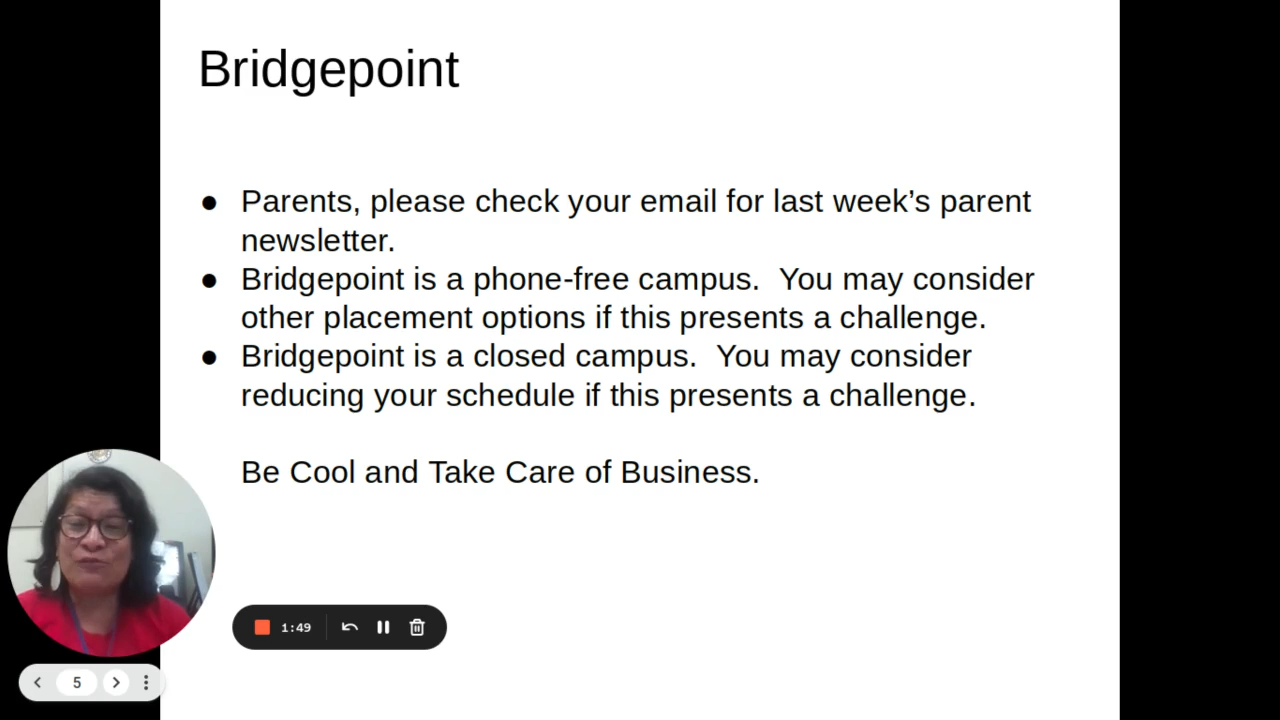 Bridgepoint
● Parents, please check your email for last week’s parent
newsletter.
● Bridgepoint is a phone-free campus.  You may consider
other placement options if this presents a challenge.
● Bridgepoint is a closed campus.  You may consider
reducing your schedule if this presents a challenge.
Be Cool and Take Care of Business.
1:49
5